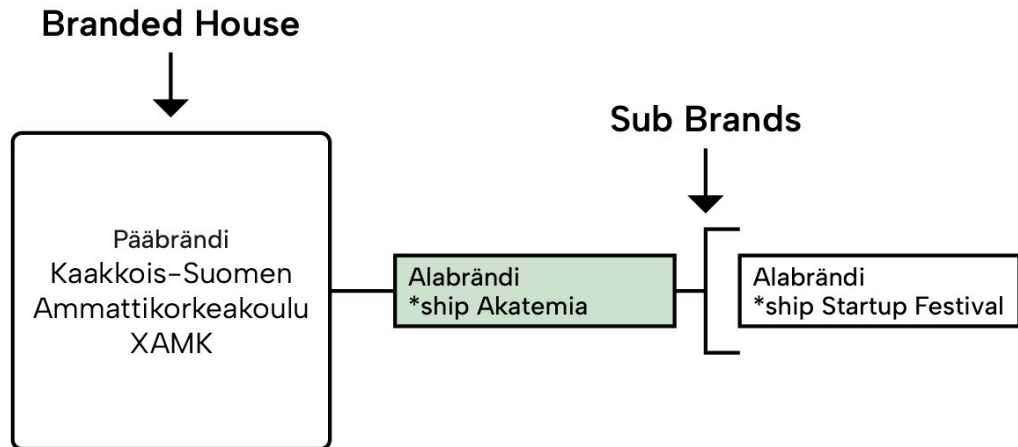 Branded House
Sub Brands
Pääbrändi
Kaakkois-Suomen
Ammattikorkeakoulu
XAMK
Alabrändi
*ship Akatemia
Alabrändi
*ship Startup Festival